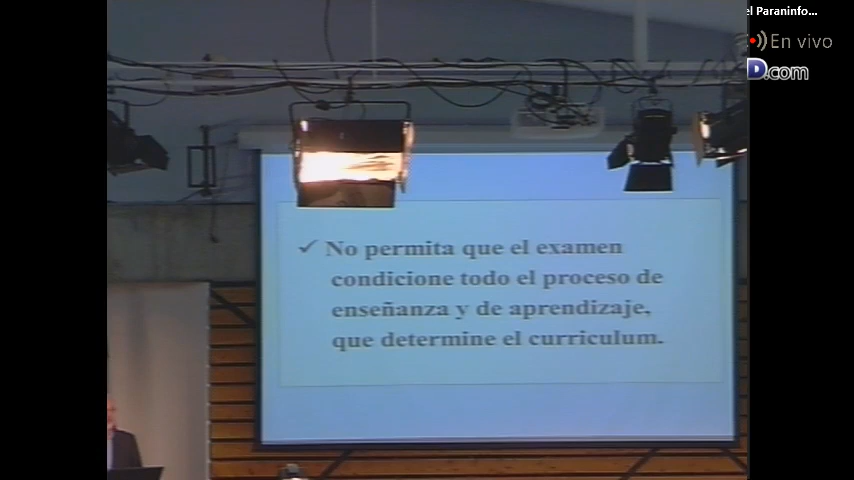 el Paraninfo...
En vivo
D.com
✓ No permita que el examen
condicione todo el proceso de
enseñanza y de aprendizaje,
que determine el curriculum.